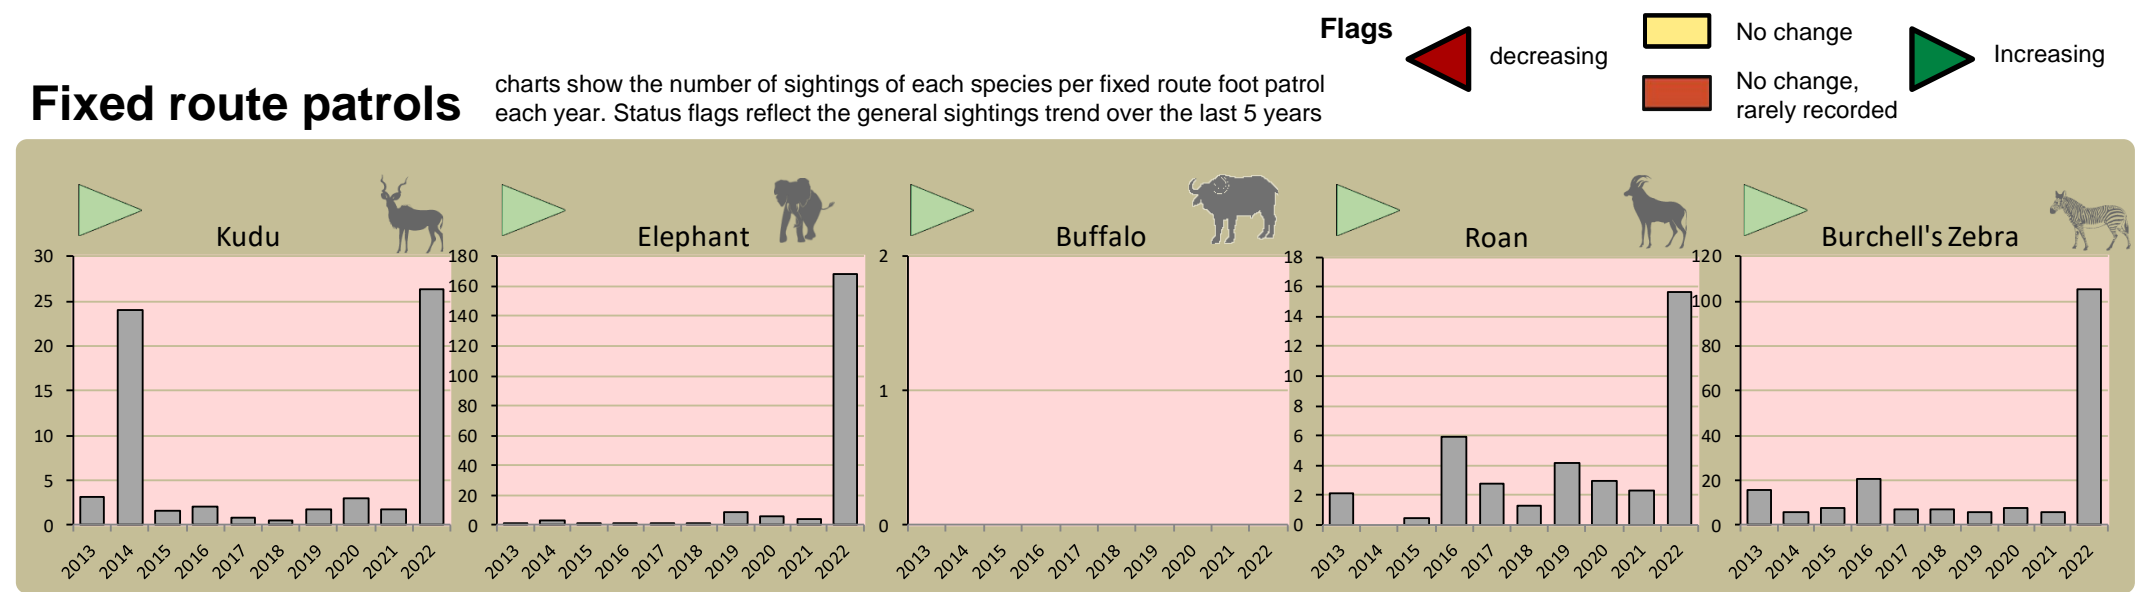 Flags
decreasing
No change
No change,
rarely recorded
Increasing
Fixed route patrols
charts show the number of sightings of each species per fixed route foot patrol
each year. Status flags reflect the general sightings trend over the last 5 years
Kudu
30
25
20
15
10
5
0
2013 2014 2015 2016 2017 2018 2019 2020 2021 2022
Elephant
180
160
140
120
100
80
60
40
20
0
2013 2014 2015 2016 2017 2018 2019 2020 2021 2022
Buffalo
2
1
0
2013 2014 2015 2016 2017 2018 2019 2020 2021 2022
Roan
18
16
14
12
10
8
6
4
2
0
2013 2014 2015 2016 2017 2018 2019 2020 2021 2022
Burchell's Zebra
120
100
80
60
40
20
0
2013 2014 2015 2016 2017 2018 2019 2020 2021 2022